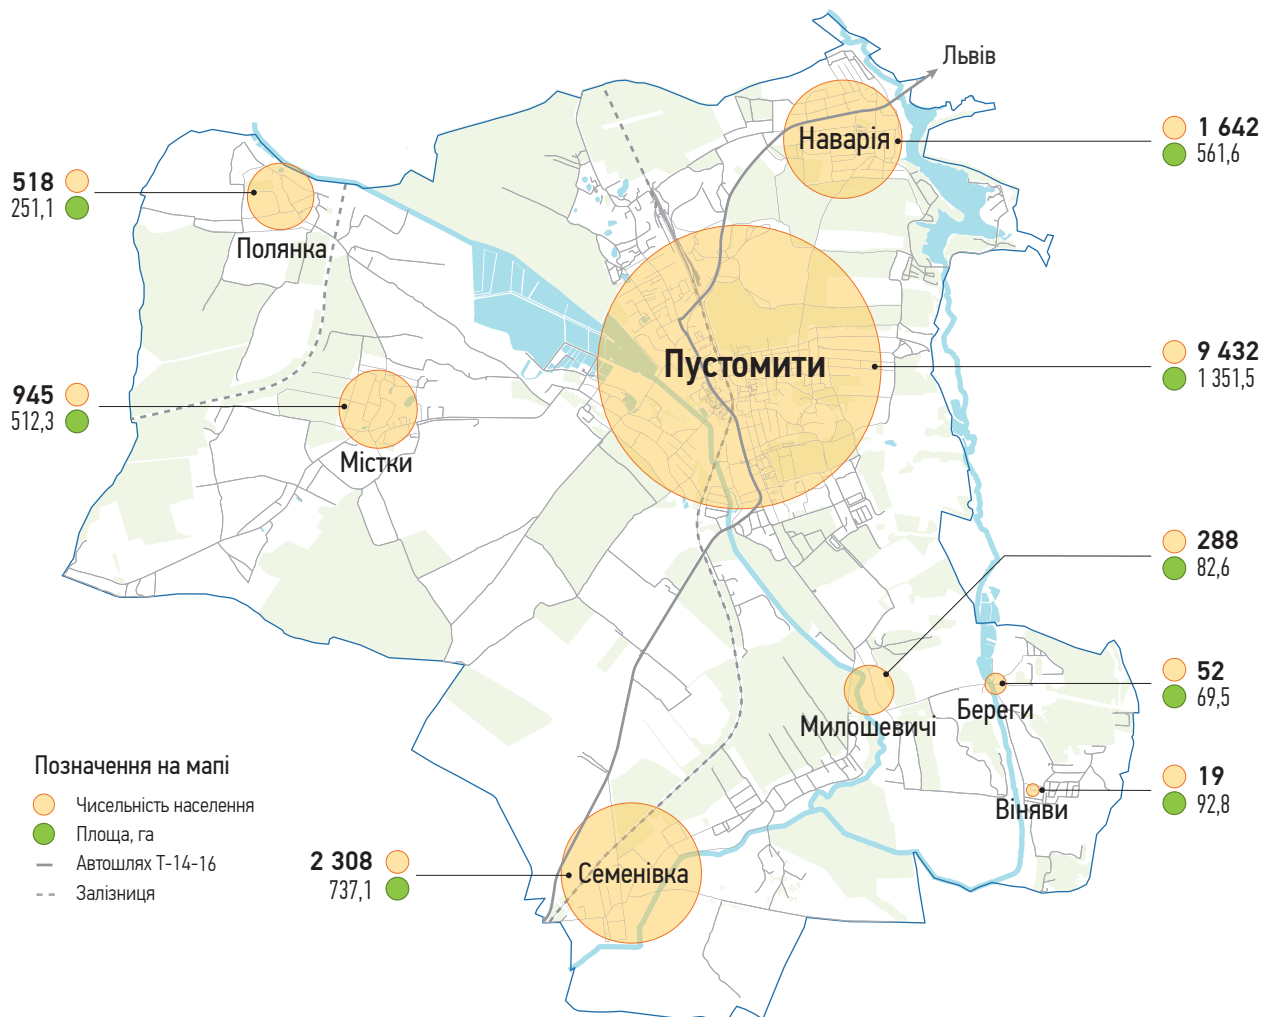 Львів
Наварія
1 642
561,6
518
251,1
Полянка
Пустомити
9 432
1 351,5
945
512,3
Містки
288
82,6
52
69,5
Береги
Милошевичі
19
92,8
Віняви
Позначення на мапі
Чисельність населення
Площа, га
Автошлях Т-14-16
Залізниця
2 308
737,1
Семенівка